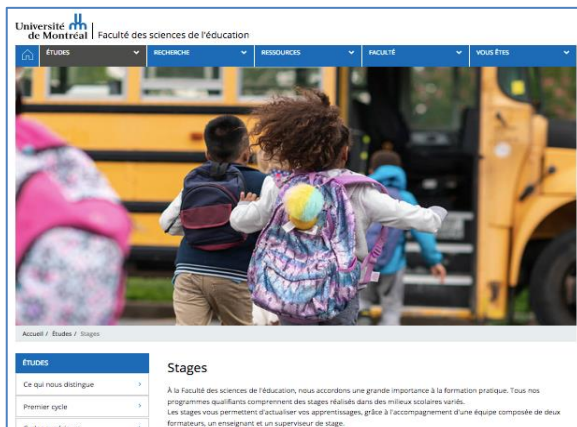 Université
de Montréal
Faculté des sciences de l'éducation
ÉTUDES
RECHERCHE
RESSOURCES
FACULTÉ
VOUS ÊTES
Accueil / Études / Stages
ÉTUDES
Ce qui nous distingue
Premier cycle
Stages
À la Faculté des sciences de l'éducation, nous accordons une grande importance à la formation pratique. Tous nos
programmes qualifiants comprennent des stages réalisés dans des milieux scolaires variés.
Les stages vous permettent d'actualiser vos apprentissages, grâce à l'accompagnement d'une équipe composée de deux
formateurs, un enseignant et un superviseur de stage.